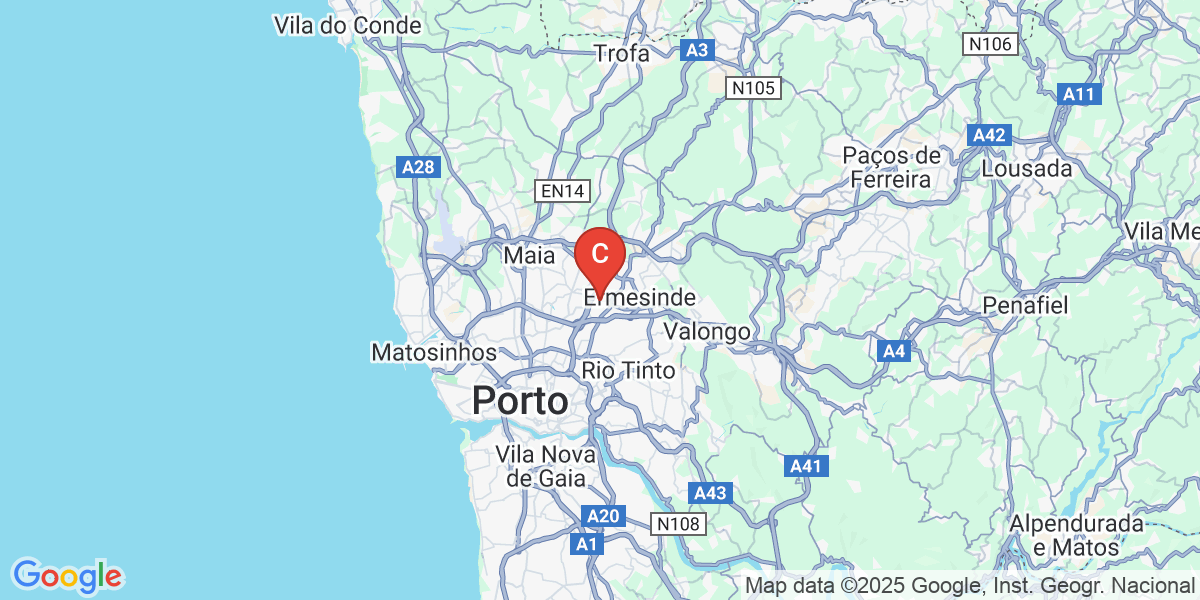 Vila do Conde
Trofa
A3
N106
N105
A11
A42
A28
Paços de
Ferreira
Lousada
EN14
Vila Me
Maia
C
Ermesinde
Penafiel
Valongo
Matosinhos
A4
Rio Tinto
Porto
Vila Nova
de Gaia
A41
A43
A20
N108
A1
Alpendurada
e Matos
Google
Map data ©2025 Google, Inst. Geogr. Nacional